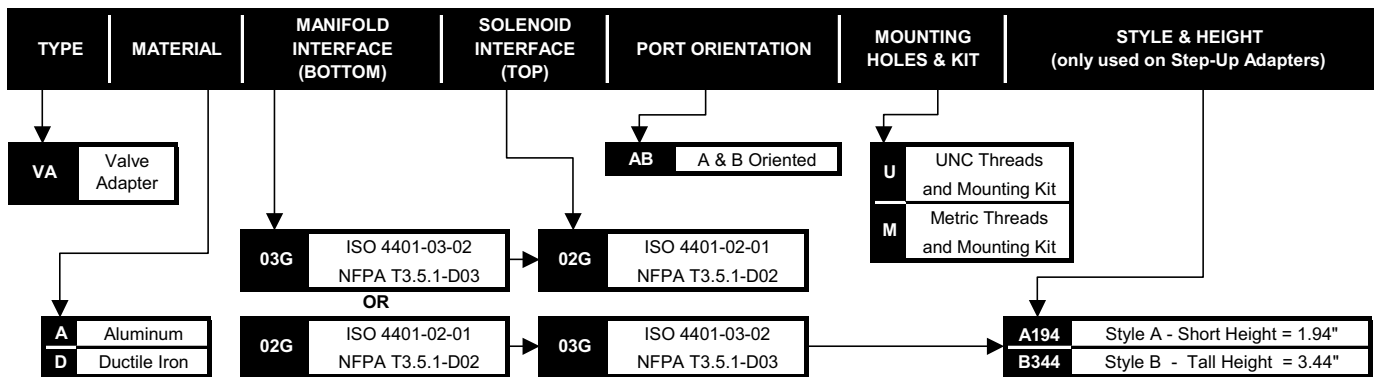 TYPE
MATERIAL
MANIFOLD
INTERFACE
(BOTTOM)
SOLENOID
INTERFACE
(TOP)
PORT ORIENTATION
MOUNTING
HOLES & KIT
STYLE & HEIGHT
(only used on Step-Up Adapters)
VA
Valve
Adapter
AB
A & B Oriented
U
UNC Threads
and Mounting Kit
M
Metric Threads
and Mounting Kit
03G
ISO 4401-03-02
NFPA T3.5.1-D03
02G
ISO 4401-02-01
NFPA T3.5.1-D02
OR
A
Aluminum
D
Ductile Iron
02G
ISO 4401-02-01
NFPA T3.5.1-D02
03G
ISO 4401-03-02
NFPA T3.5.1-D03
A194
Style A - Short Height = 1.94"
B344
Style B - Tall Height = 3.44"